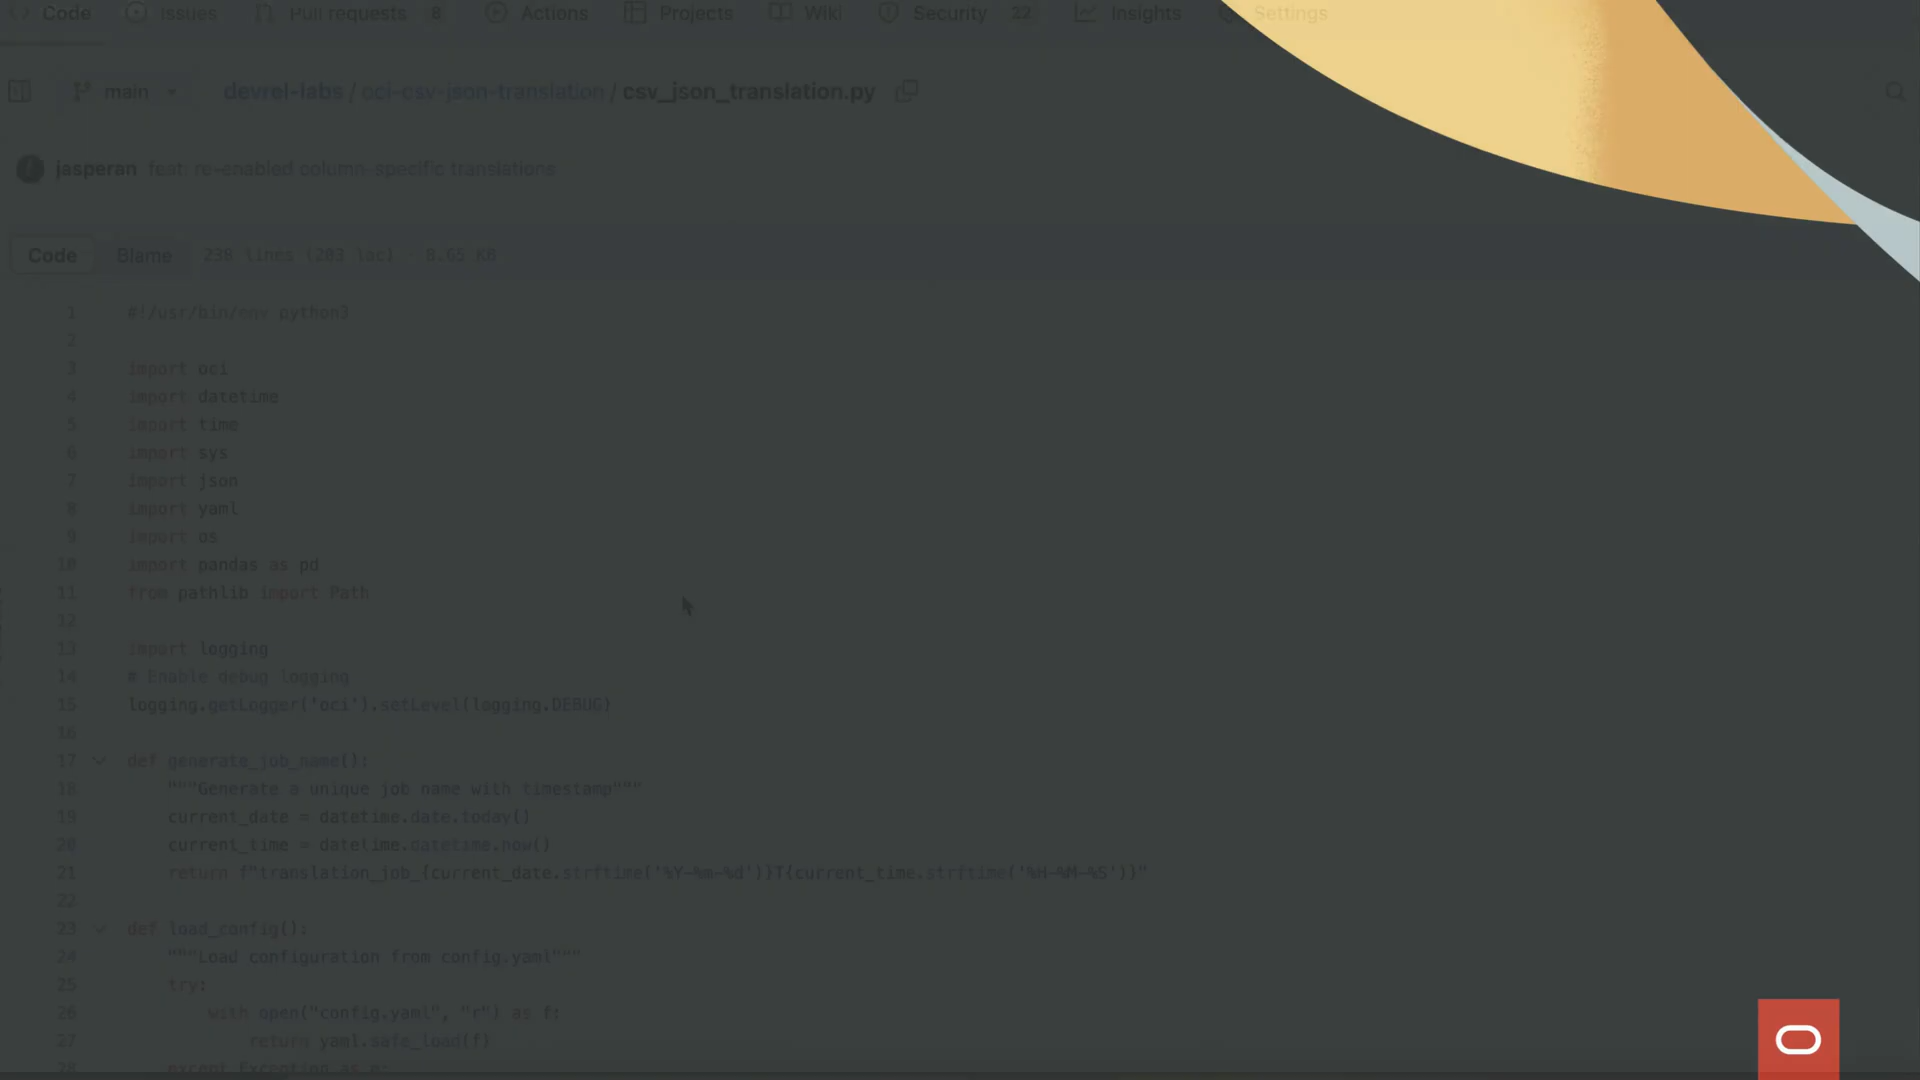 Code Issues Pull requests 8 Actions Projects Wiki Security 22 Insights Settings
main devrel-labs / oci-csv-json-translation / csv_json_translation.py
jasperan feat: re-enabled column-specific translations
Code Blame 238 lines (203 loc) · 8.65 KB
1 #!/usr/bin/env python3
2
3 import oci
4 import datetime
5 import time
6 import sys
7 import json
8 import yaml
9 import os
10 import pandas as pd
11 from pathlib import Path
12
13 import logging
14 # Enable debug logging
15 logging.getLogger('oci').setLevel(logging.DEBUG)
16
17 def generate_job_name():
18 """Generate a unique job name with timestamp"""
19 current_date = datetime.date.today()
20 current_time = datetime.datetime.now()
21 return f"translation_job_{current_date.strftime('%Y-%m-%d')}T{current_time.strftime('%H-%M-%S')}"
22
23 def load_config():
24 """Load configuration from config.yaml"""
25 try:
26 with open("config.yaml", "r") as f:
27 return yaml.safe_load(f)
28 except Exception as e: